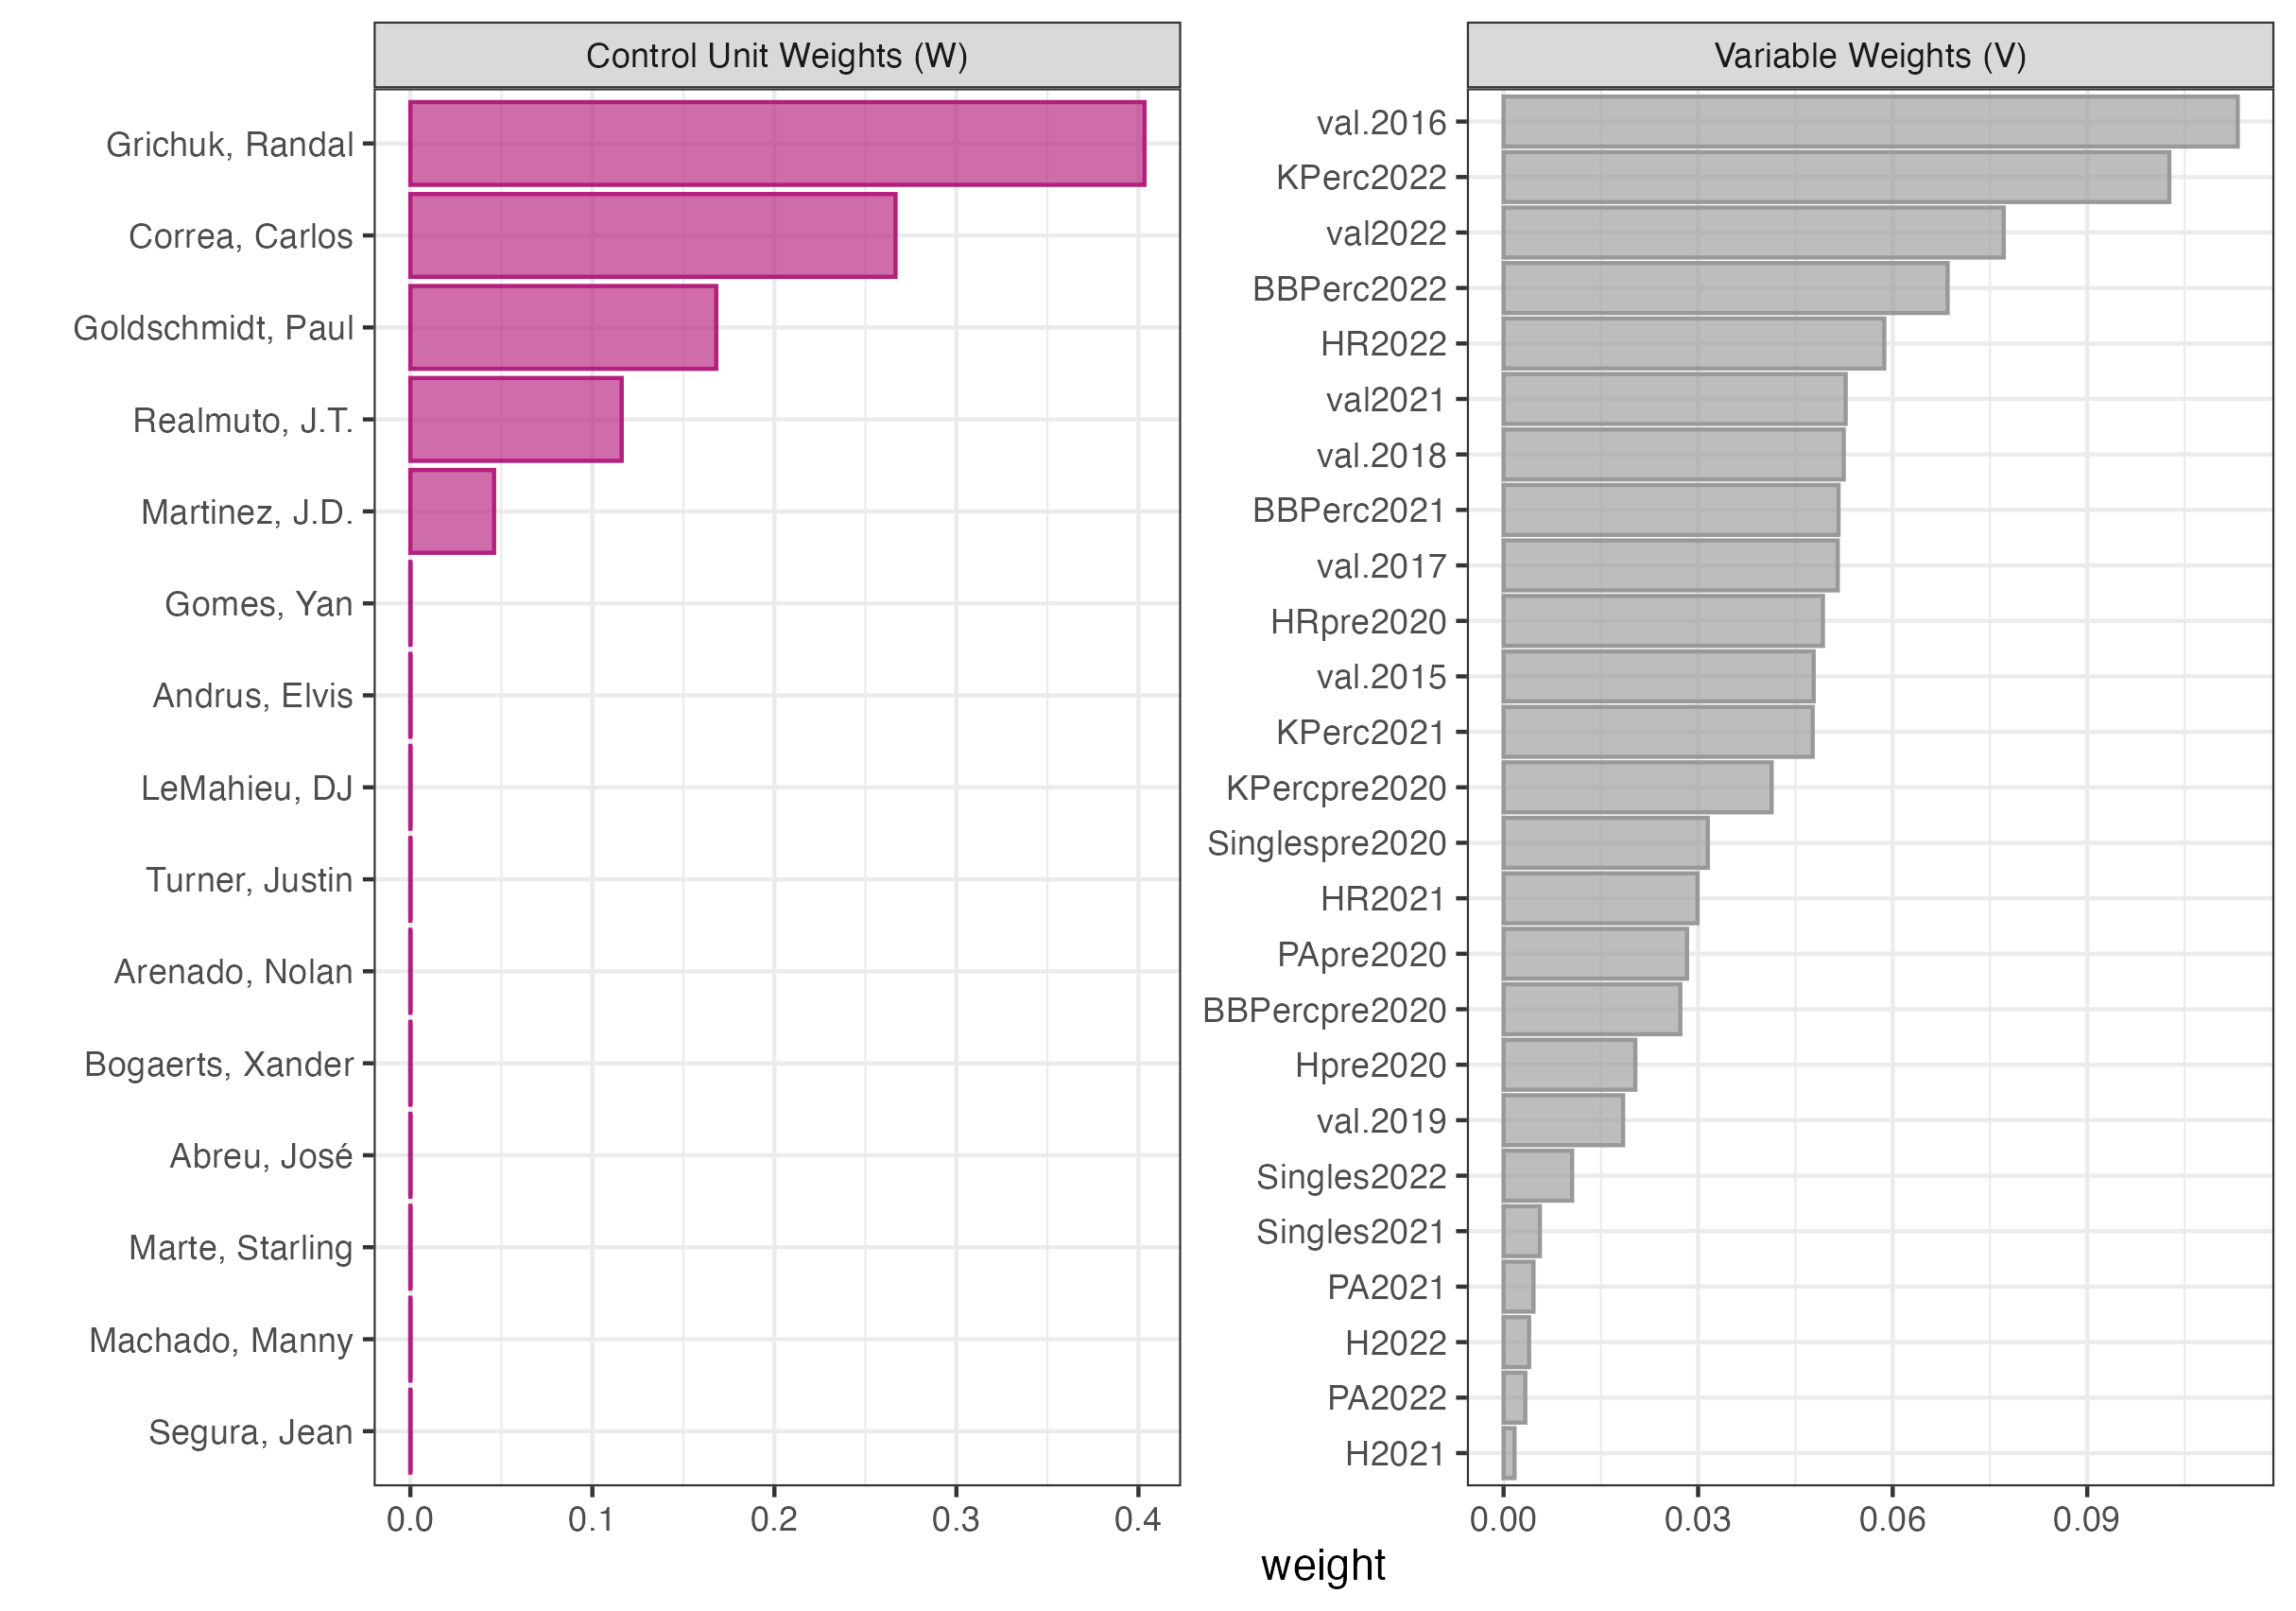 Control Unit Weights (W)
Grichuk, Randal
Correa, Carlos
Goldschmidt, Paul
Realmuto, J.T.
Martinez, J.D.
Gomes, Yan
Andrus, Elvis
LeMahieu, DJ
Turner, Justin
Arenado, Nolan
Bogaerts, Xander
Abreu, José
Marte, Starling
Machado, Manny
Segura, Jean
0.0 0.1 0.2 0.3 0.4
Variable Weights (V)
val.2016
KPerc2022
val2022
BBPerc2022
HR2022
val2021
val.2018
BBPerc2021
val.2017
HRpre2020
val.2015
KPerc2021
KPercpre2020
Singlespre2020
HR2021
PApre2020
BBPercpre2020
Hpre2020
val.2019
Singles2022
Singles2021
PA2021
H2022
PA2022
H2021
0.00 0.03 0.06 0.09
weight